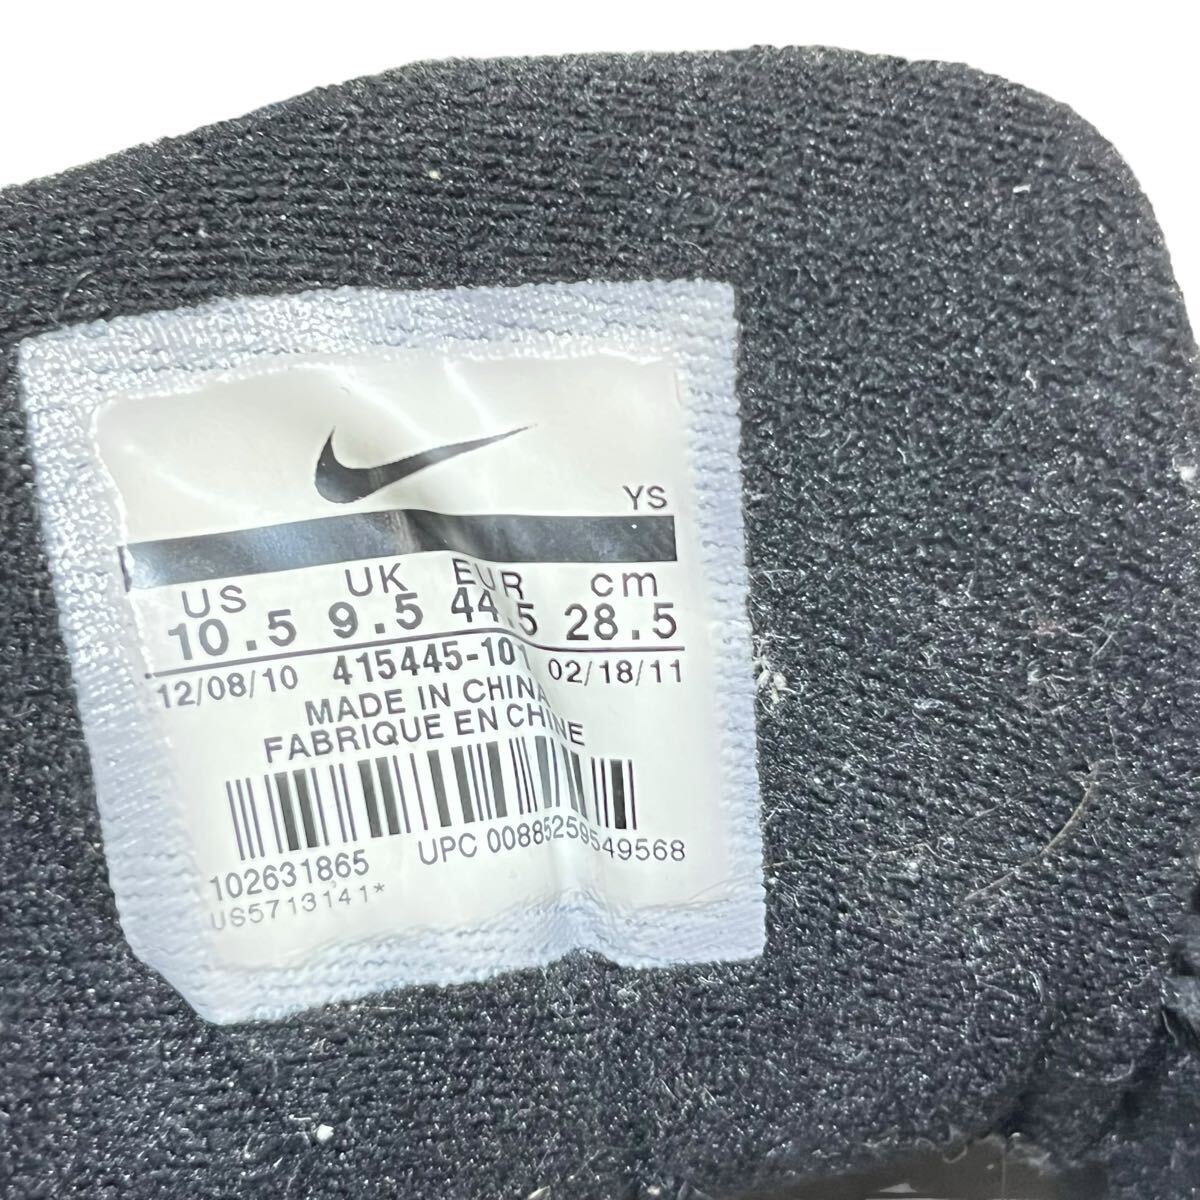 YS
US UK EUR cm
10.5 9.5 44.5 28.5
12/08/10 415445-101 02/18/11
MADE IN CHINA
FABRIQUE EN CHINE
102631865 UPC 00885259549568
US5713141*